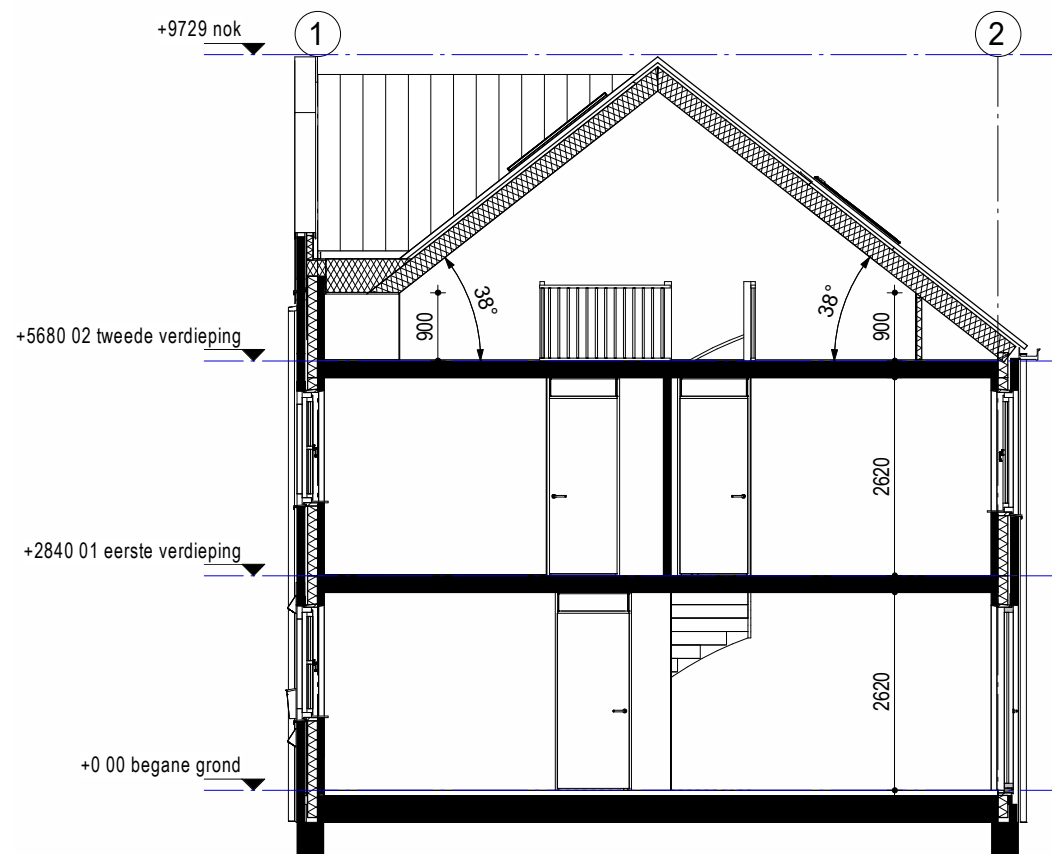 +9729 nok
1
2
38°
38°
900
900
+5680 02 tweede verdieping
2620
+2840 01 eerste verdieping
2620
+0 00 begane grond